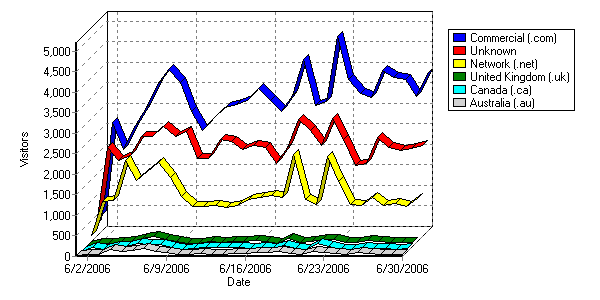 5,000
4,500
4,000
3,500
3,000
2,500
2,000
1,500
1,000
500
0
Visitors
6/2/2006 6/9/2006 6/16/2006 6/23/2006 6/30/2006
Date
Commercial (.com)
Unknown
Network (.net)
United Kingdom (.uk)
Canada (.ca)
Australia (.au)